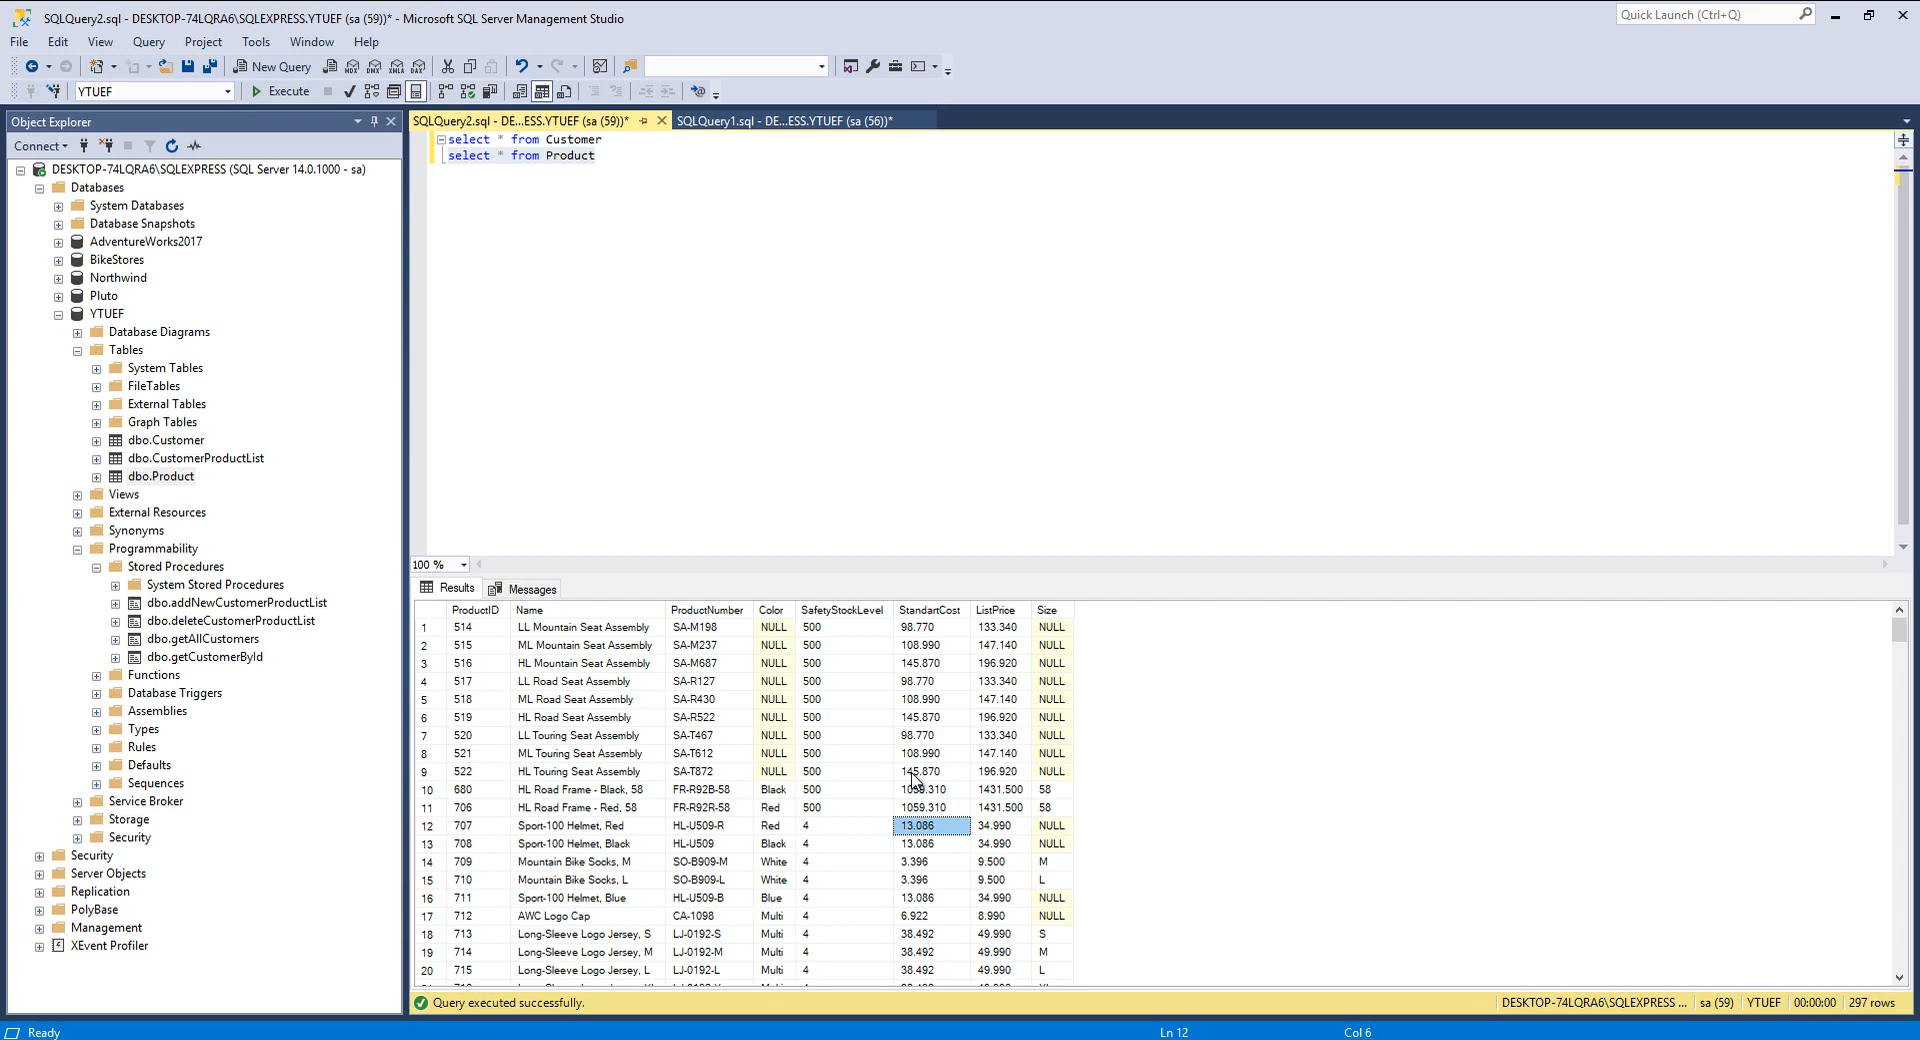 SQLQuery2.sql - DESKTOP-74LQRA6\SQLEXPRESS.YTUEF (sa (59))* - Microsoft SQL Server Management Studio
Quick Launch (Ctrl+Q)
File Edit View Query Project Tools Window Help
New Query MDX DMX XMLA DAX
YTUEF Execute
Object Explorer
Connect
DESKTOP-74LQRA6\SQLEXPRESS (SQL Server 14.0.1000 - sa)
Databases
System Databases
Database Snapshots
AdventureWorks2017
BikeStores
Northwind
Pluto
YTUEF
Database Diagrams
Tables
System Tables
FileTables
External Tables
Graph Tables
dbo.Customer
dbo.CustomerProductList
dbo.Product
Views
External Resources
Synonyms
Programmability
Stored Procedures
System Stored Procedures
dbo.addNewCustomerProductList
dbo.deleteCustomerProductList
dbo.getAllCustomers
dbo.getCustomerById
Functions
Database Triggers
Assemblies
Types
Rules
Defaults
Sequences
Service Broker
Storage
Security
Security
Server Objects
Replication
PolyBase
Management
XEvent Profiler
SQLQuery2.sql - DE...ESS.YTUEF (sa (59))* SQLQuery1.sql - DE...ESS.YTUEF (sa (56))*
select * from Customer
select * from Product
100 %
Results Messages
ProductID Name ProductNumber Color SafetyStockLevel StandartCost ListPrice Size
1 514 LL Mountain Seat Assembly SA-M198 NULL 500 98.770 133.340 NULL
2 515 ML Mountain Seat Assembly SA-M237 NULL 500 108.990 147.140 NULL
3 516 HL Mountain Seat Assembly SA-M687 NULL 500 145.870 196.920 NULL
4 517 LL Road Seat Assembly SA-R127 NULL 500 98.770 133.340 NULL
5 518 ML Road Seat Assembly SA-R430 NULL 500 108.990 147.140 NULL
6 519 HL Road Seat Assembly SA-R522 NULL 500 145.870 196.920 NULL
7 520 LL Touring Seat Assembly SA-T467 NULL 500 98.770 133.340 NULL
8 521 ML Touring Seat Assembly SA-T612 NULL 500 108.990 147.140 NULL
9 522 HL Touring Seat Assembly SA-T872 NULL 500 145.870 196.920 NULL
10 680 HL Road Frame - Black, 58 FR-R92B-58 Black 500 1059.310 1431.500 58
11 706 HL Road Frame - Red, 58 FR-R92R-58 Red 500 1059.310 1431.500 58
12 707 Sport-100 Helmet, Red HL-U509-R Red 4 13.086 34.990 NULL
13 708 Sport-100 Helmet, Black HL-U509 Black 4 13.086 34.990 NULL
14 709 Mountain Bike Socks, M SO-B909-M White 4 3.396 9.500 M
15 710 Mountain Bike Socks, L SO-B909-L White 4 3.396 9.500 L
16 711 Sport-100 Helmet, Blue HL-U509-B Blue 4 13.086 34.990 NULL
17 712 AWC Logo Cap CA-1098 Multi 4 6.922 8.990 NULL
18 713 Long-Sleeve Logo Jersey, S LJ-0192-S Multi 4 38.492 49.990 S
19 714 Long-Sleeve Logo Jersey, M LJ-0192-M Multi 4 38.492 49.990 M
20 715 Long-Sleeve Logo Jersey, L LJ-0192-L Multi 4 38.492 49.990 L
Query executed successfully. DESKTOP-74LQRA6\SQLEXPRESS ... sa (59) YTUEF 00:00:00 297 rows
Ready Ln 12 Col 6